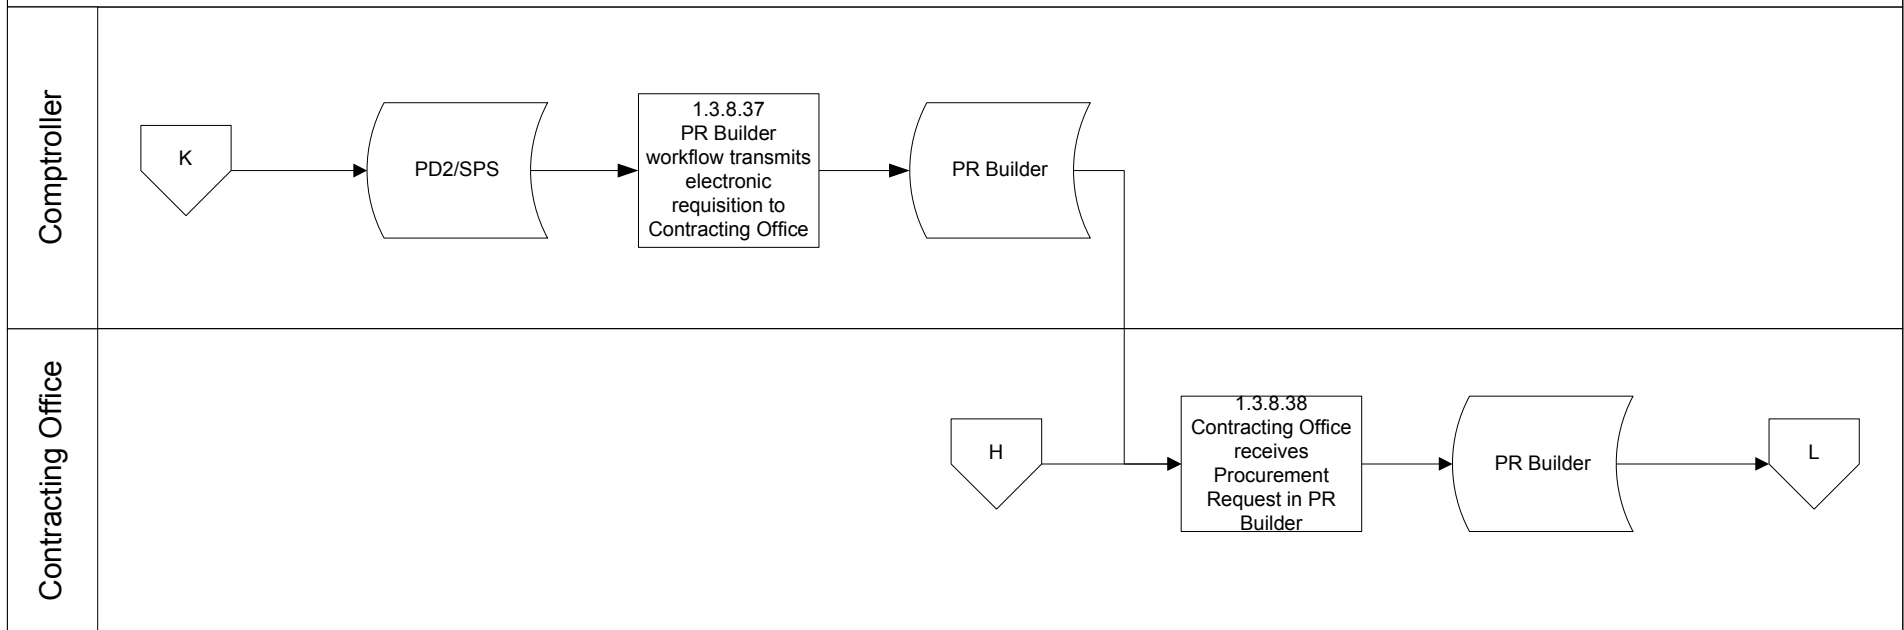 Comptroller
K
PD2/SPS
1.3.8.37
PR Builder
workflow transmits
electronic
requisition to
Contracting Office
PR Builder
Contracting Office
H
1.3.8.38
Contracting Office
receives
Procurement
Request in PR
Builder
PR Builder
L